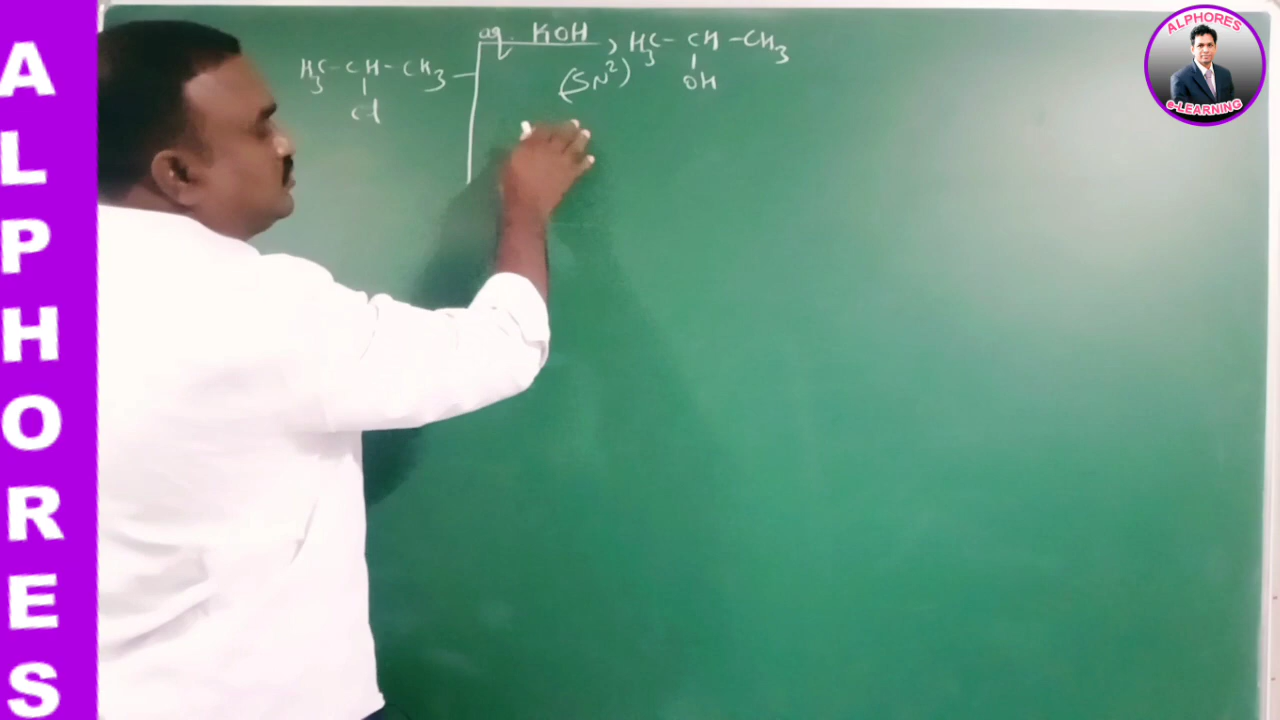 ALPHORES
aq. KOH
H3C - CH - CH3
Cl
(SN2)
H3C - CH - CH3
OH
ALPHORES
e-LEARNING